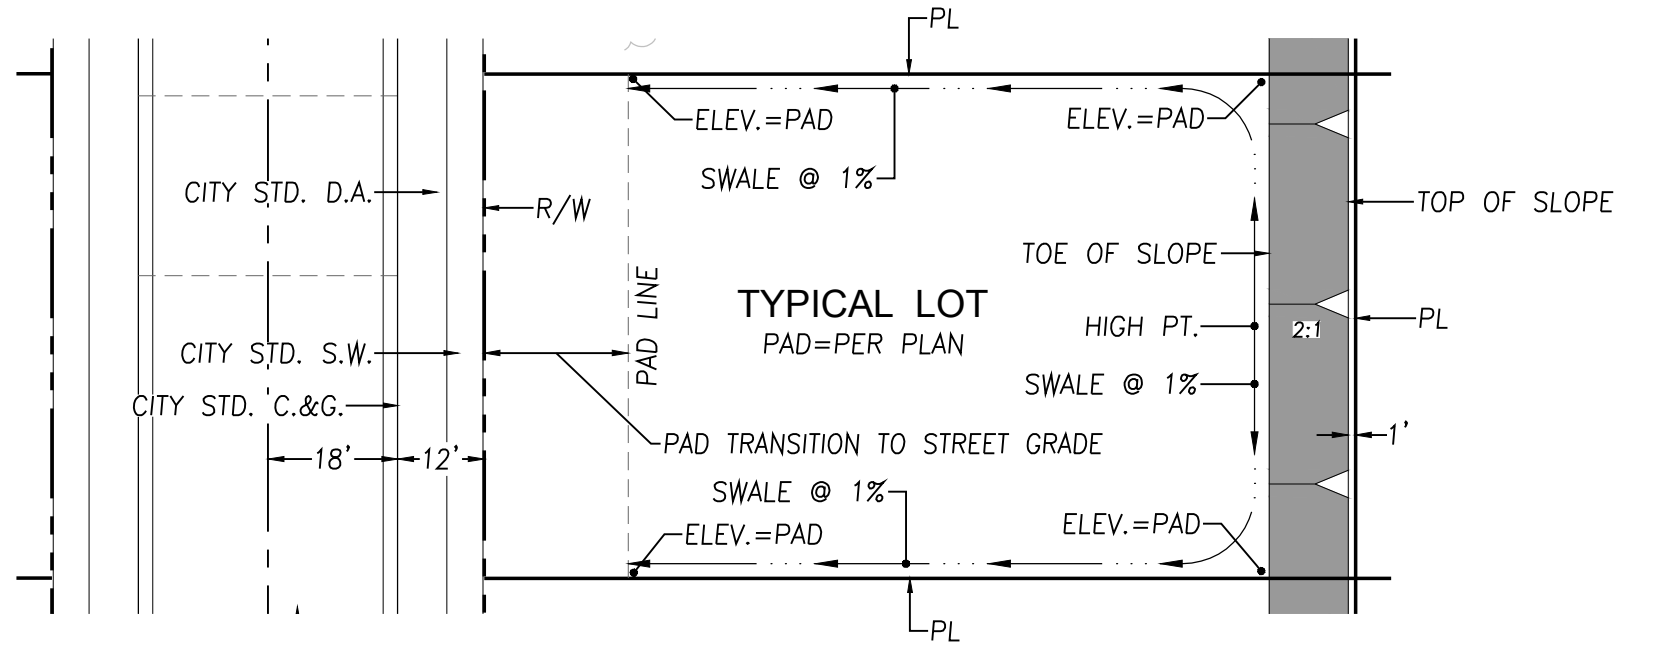 PL
ELEV.=PAD
ELEV.=PAD
SWALE @ 1%
CITY STD. D.A.
R/W
TOP OF SLOPE
TOE OF SLOPE
PAD LINE
TYPICAL LOT
PAD=PER PLAN
HIGH PT.
2:1
PL
CITY STD. S.W.
SWALE @ 1%
CITY STD. C.&G.
PAD TRANSITION TO STREET GRADE
1'
18'
12'
SWALE @ 1%
ELEV.=PAD
ELEV.=PAD
PL